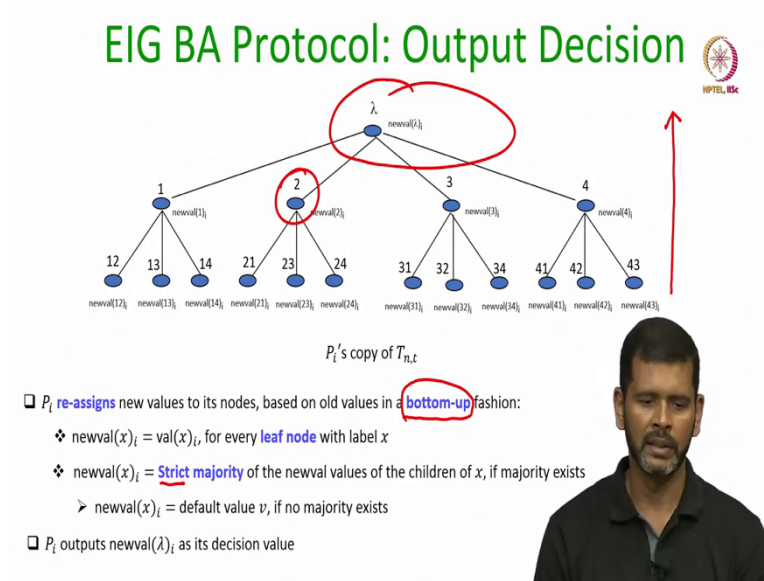 EIG BA Protocol: Output Decision
NPTEL, IISc
λ
newval(λ)ᵢ
1 2 3 4
newval(1)ᵢ newval(2)ᵢ newval(3)ᵢ newval(4)ᵢ
12 13 14 21 23 24 31 32 34 41 42 43
newval(12)ᵢ newval(13)ᵢ newval(14)ᵢ newval(21)ᵢ newval(23)ᵢ newval(24)ᵢ newval(31)ᵢ newval(32)ᵢ newval(34)ᵢ newval(41)ᵢ newval(42)ᵢ newval(43)ᵢ
Pᵢ's copy of Tₙ,ₜ
❑ Pᵢ re-assigns new values to its nodes, based on old values in a bottom-up fashion:
❖ newval(x)ᵢ = val(x)ᵢ, for every leaf node with label x
❖ newval(x)ᵢ = Strict majority of the newval values of the children of x, if majority exists
➢ newval(x)ᵢ = default value v, if no majority exists
❑ Pᵢ outputs newval(λ)ᵢ as its decision value